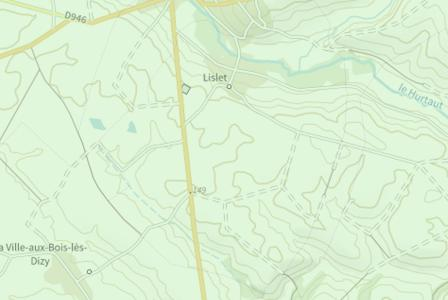 D946
Lislet
le Hurtaut
149
a Ville-aux-Bois-lès-
Dizy